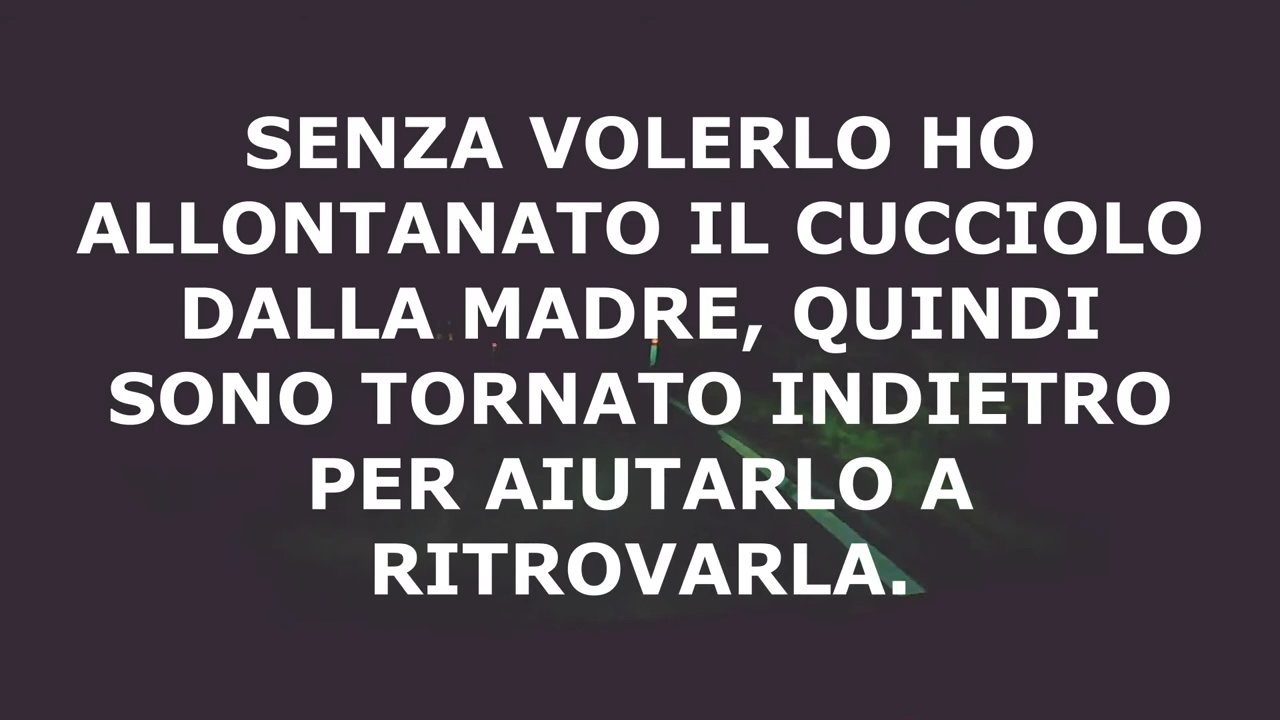 SENZA VOLERLO HO
ALLONTANATO IL CUCCIOLO
DALLA MADRE, QUINDI
SONO TORNATO INDIETRO
PER AIUTARLO A
RITROVARLA.